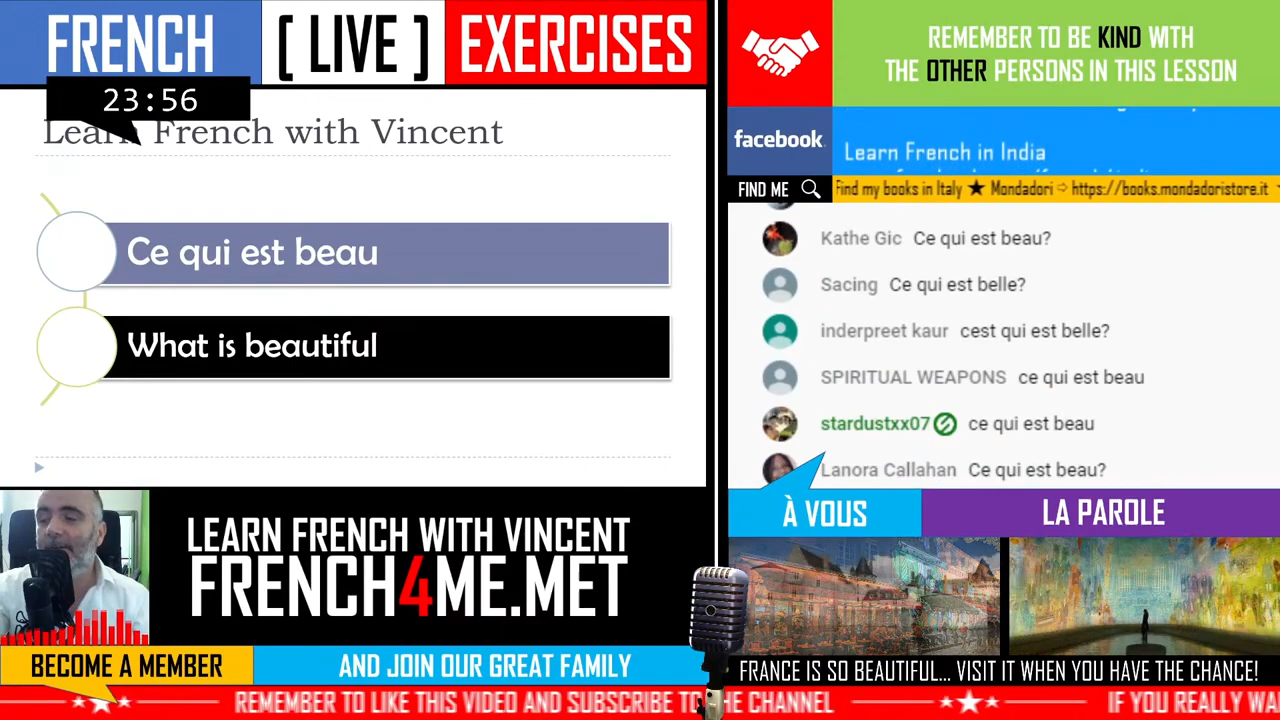 FRENCH [ LIVE ] EXERCISES
23:56
Learn French with Vincent
Ce qui est beau
What is beautiful
LEARN FRENCH WITH VINCENT
FRENCH4ME.MET
BECOME A MEMBER
AND JOIN OUR GREAT FAMILY
REMEMBER TO BE KIND WITH
THE OTHER PERSONS IN THIS LESSON
facebook.
Learn French in India
FIND ME
Find my books in Italy ★ Mondadori ⇨ https://books.mondadoristore.it
Kathe Gic Ce qui est beau?
Sacing Ce qui est belle?
inderpreet kaur cest qui est belle?
SPIRITUAL WEAPONS ce qui est beau
stardustxx07 ce qui est beau
Lanora Callahan Ce qui est beau?
À VOUS
LA PAROLE
FRANCE IS SO BEAUTIFUL... VISIT IT WHEN YOU HAVE THE CHANCE!
REMEMBER TO LIKE THIS VIDEO AND SUBSCRIBE TO THE CHANNEL
IF YOU REALLY WA